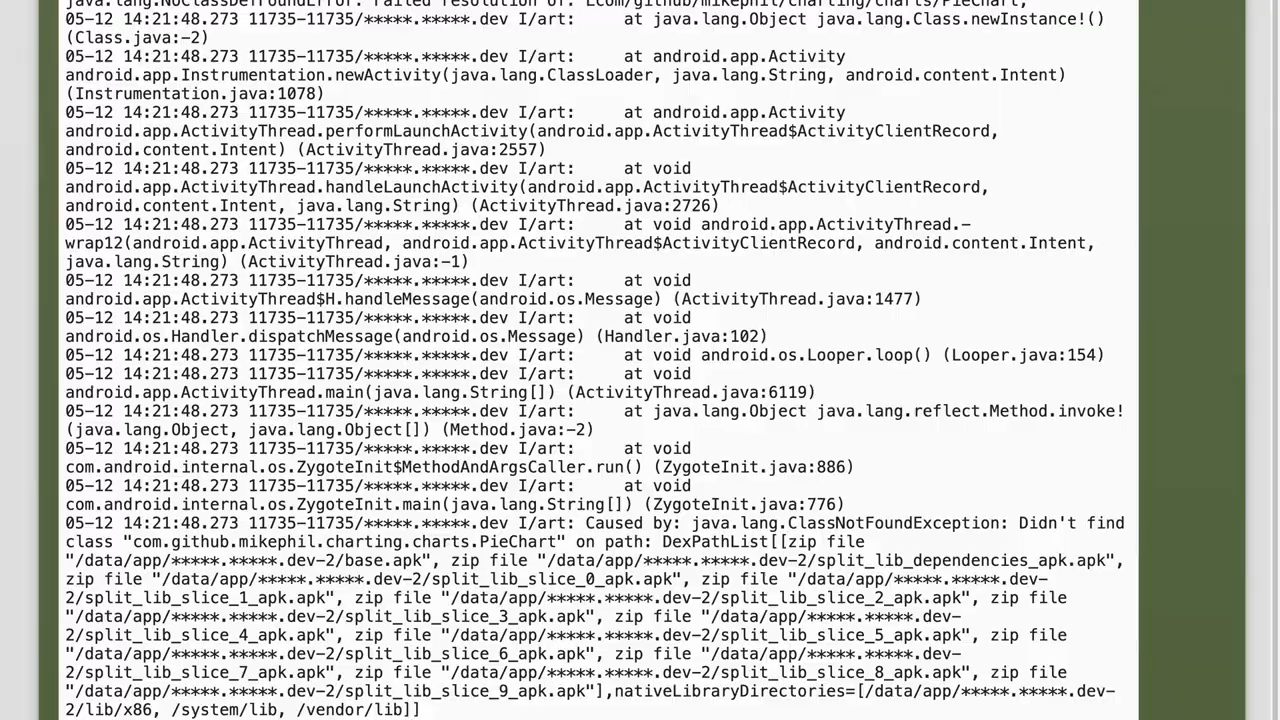 java.lang.NoClassDefFoundError: Failed resolution of: Lcom/github/mikephil/charting/charts/PieChart;
05-12 14:21:48.273 11735-11735/*****.*****.dev I/art:     at java.lang.Object java.lang.Class.newInstance!()
(Class.java:-2)
05-12 14:21:48.273 11735-11735/*****.*****.dev I/art:     at android.app.Activity
android.app.Instrumentation.newActivity(java.lang.ClassLoader, java.lang.String, android.content.Intent)
(Instrumentation.java:1078)
05-12 14:21:48.273 11735-11735/*****.*****.dev I/art:     at android.app.Activity
android.app.ActivityThread.performLaunchActivity(android.app.ActivityThread$ActivityClientRecord,
android.content.Intent) (ActivityThread.java:2557)
05-12 14:21:48.273 11735-11735/*****.*****.dev I/art:     at void
android.app.ActivityThread.handleLaunchActivity(android.app.ActivityThread$ActivityClientRecord,
android.content.Intent, java.lang.String) (ActivityThread.java:2726)
05-12 14:21:48.273 11735-11735/*****.*****.dev I/art:     at void android.app.ActivityThread.-
wrap12(android.app.ActivityThread, android.app.ActivityThread$ActivityClientRecord, android.content.Intent,
java.lang.String) (ActivityThread.java:-1)
05-12 14:21:48.273 11735-11735/*****.*****.dev I/art:     at void
android.app.ActivityThread$H.handleMessage(android.os.Message) (ActivityThread.java:1477)
05-12 14:21:48.273 11735-11735/*****.*****.dev I/art:     at void
android.os.Handler.dispatchMessage(android.os.Message) (Handler.java:102)
05-12 14:21:48.273 11735-11735/*****.*****.dev I/art:     at void android.os.Looper.loop() (Looper.java:154)
05-12 14:21:48.273 11735-11735/*****.*****.dev I/art:     at void
android.app.ActivityThread.main(java.lang.String[]) (ActivityThread.java:6119)
05-12 14:21:48.273 11735-11735/*****.*****.dev I/art:     at java.lang.Object java.lang.reflect.Method.invoke!
(java.lang.Object, java.lang.Object[]) (Method.java:-2)
05-12 14:21:48.273 11735-11735/*****.*****.dev I/art:     at void
com.android.internal.os.ZygoteInit$MethodAndArgsCaller.run() (ZygoteInit.java:886)
05-12 14:21:48.273 11735-11735/*****.*****.dev I/art:     at void
com.android.internal.os.ZygoteInit.main(java.lang.String[]) (ZygoteInit.java:776)
05-12 14:21:48.273 11735-11735/*****.*****.dev I/art: Caused by: java.lang.ClassNotFoundException: Didn't find
class "com.github.mikephil.charting.charts.PieChart" on path: DexPathList[[zip file
"/data/app/*****.*****.dev-2/base.apk", zip file "/data/app/*****.*****.dev-2/split_lib_dependencies_apk.apk",
zip file "/data/app/*****.*****.dev-2/split_lib_slice_0_apk.apk", zip file "/data/app/*****.*****.dev-
2/split_lib_slice_1_apk.apk", zip file "/data/app/*****.*****.dev-2/split_lib_slice_2_apk.apk", zip file
"/data/app/*****.*****.dev-2/split_lib_slice_3_apk.apk", zip file "/data/app/*****.*****.dev-
2/split_lib_slice_4_apk.apk", zip file "/data/app/*****.*****.dev-2/split_lib_slice_5_apk.apk", zip file
"/data/app/*****.*****.dev-2/split_lib_slice_6_apk.apk", zip file "/data/app/*****.*****.dev-
2/split_lib_slice_7_apk.apk", zip file "/data/app/*****.*****.dev-2/split_lib_slice_8_apk.apk", zip file
"/data/app/*****.*****.dev-2/split_lib_slice_9_apk.apk"],nativeLibraryDirectories=[/data/app/*****.*****.dev-
2/lib/x86, /system/lib, /vendor/lib]]